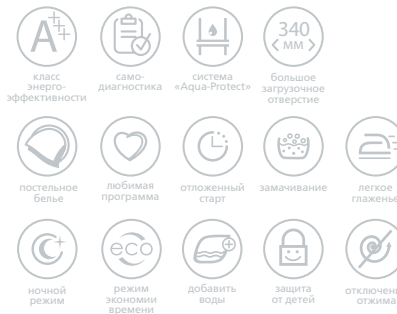 A+++
340
мм
класс
энерго-
эффективности
само-
диагностика
система
«Aqua-Protect»
большое
загрузочное
отверстие
постельное
белье
любимая
программа
отложенный
старт
замачивание
легкое
глаженье
eco
ночной
режим
режим
экономии
времени
добавить
воды
защита
от детей
отключение
отжима